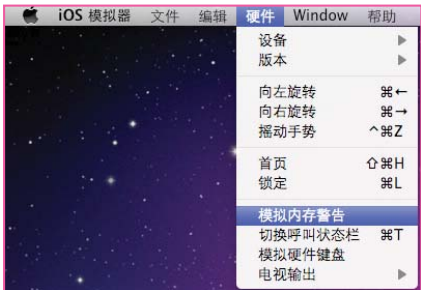 iOS 模拟器 文件 编辑 硬件 Window 帮助
设备
版本
向左旋转 ⌘←
向右旋转 ⌘→
摇动手势 ^⌘Z
首页 ⇧⌘H
锁定 ⌘L
模拟内存警告
切换呼叫状态栏 ⌘T
模拟硬件键盘
电视输出